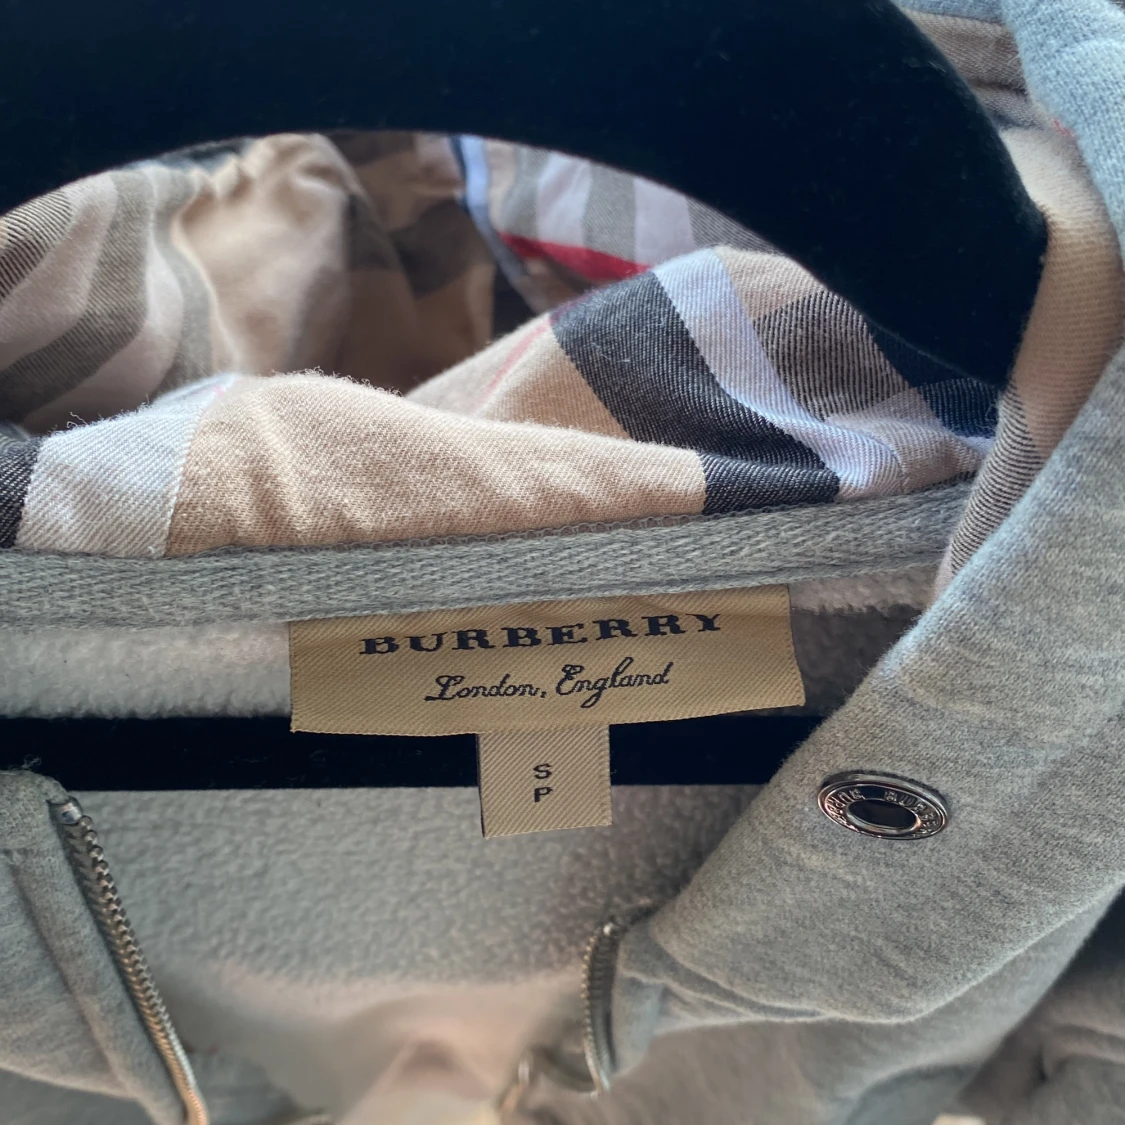 BURBERRY
London, England
S
P